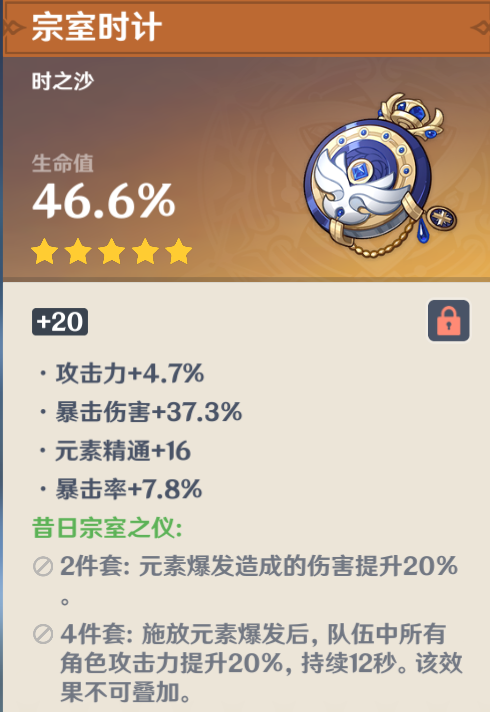 宗室时计
时之沙
生命值
46.6%
+20
·攻击力+4.7%
·暴击伤害+37.3%
·元素精通+16
·暴击率+7.8%
昔日宗室之仪:
2件套: 元素爆发造成的伤害提升20%
。
4件套: 施放元素爆发后, 队伍中所有
角色攻击力提升20%, 持续12秒。该效
果不可叠加。